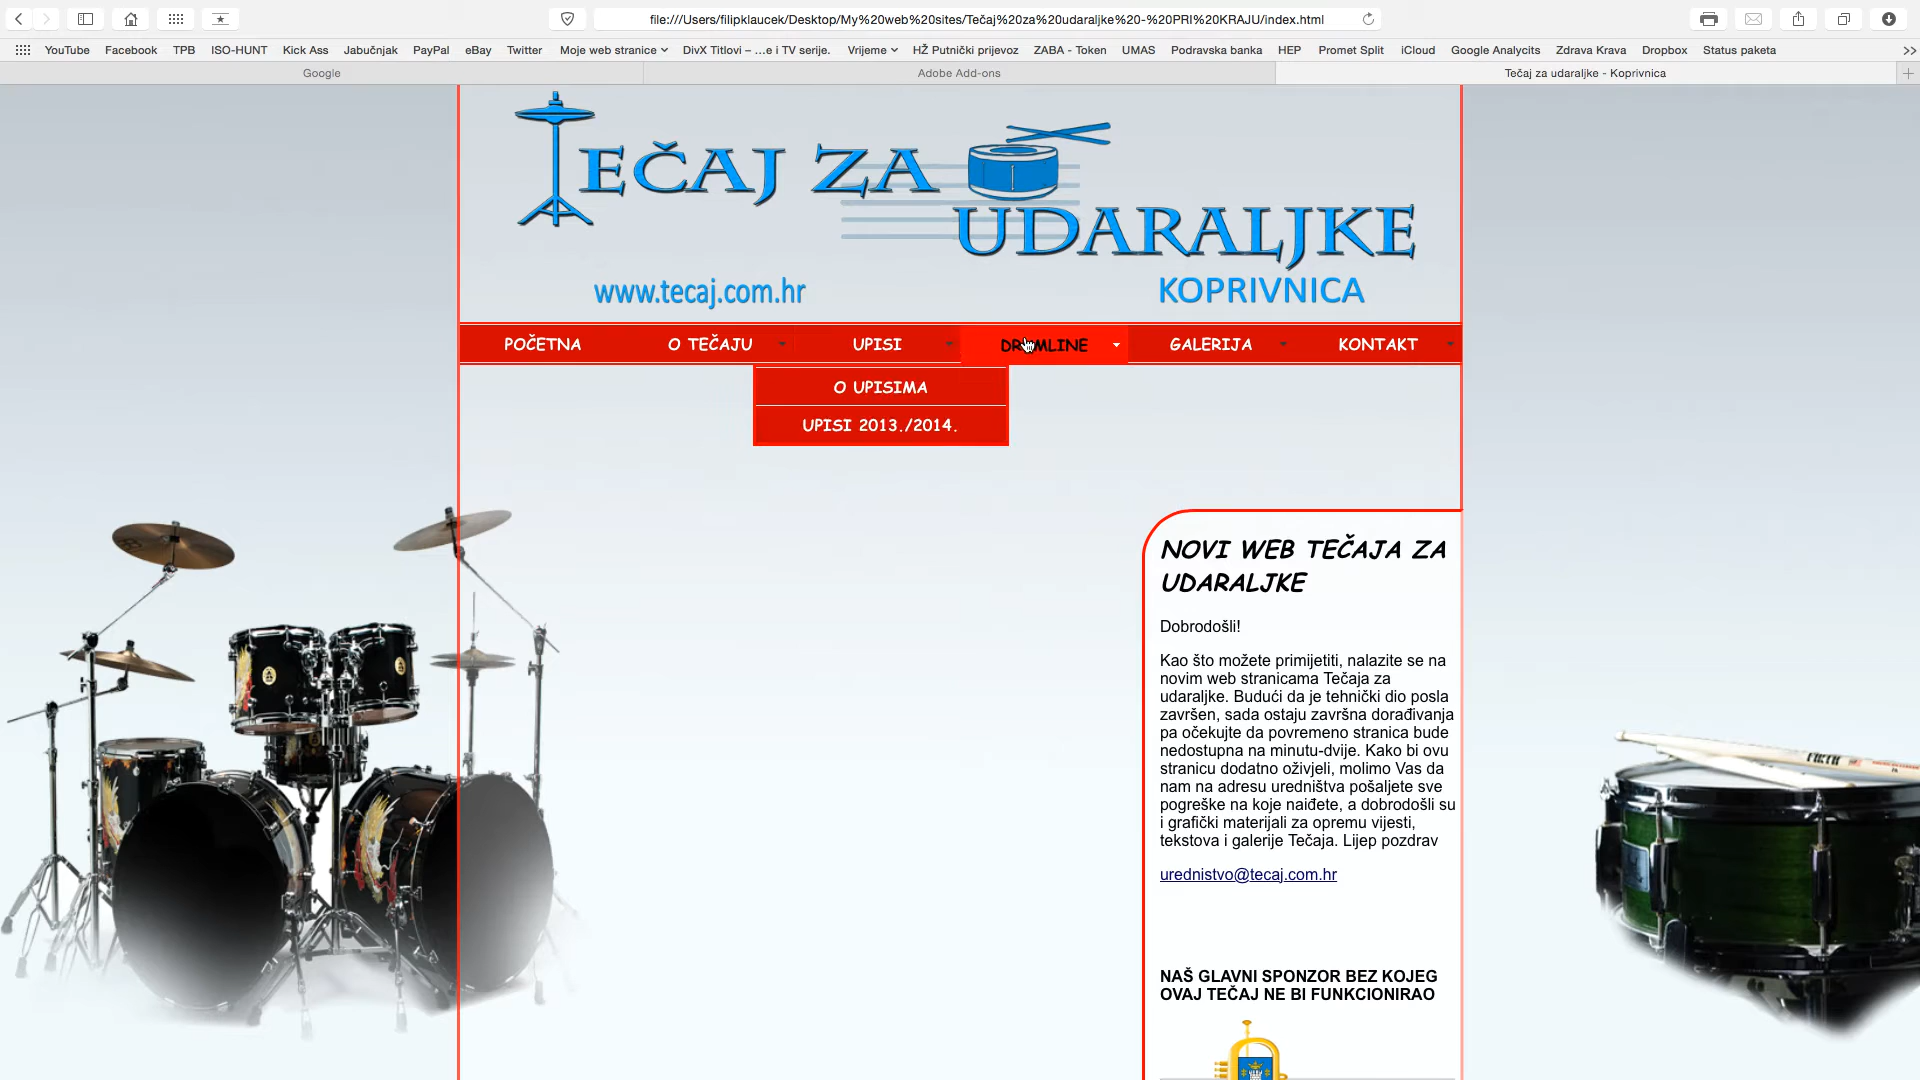 file:///Users/filipklaucek/Desktop/My%20web%20sites/Tečaj%20za%20udaraljke%20-%20PRI%20KRAJU/index.html
YouTube Facebook TPB ISO-HUNT Kick Ass Jabučnjak PayPal eBay Twitter Moje web stranice DivX Titlovi – ...e i TV serije. Vrijeme HŽ Putnički prijevoz ZABA - Token UMAS Podravska banka HEP Promet Split iCloud Google Analycits Zdrava Krava Dropbox Status paketa
Google Adobe Add-ons Tečaj za udaraljke - Koprivnica
TEČAJ ZA
UDARALJKE
www.tecaj.com.hr KOPRIVNICA
POČETNA O TEČAJU UPISI DRUMLINE GALERIJA KONTAKT
O UPISIMA
UPISI 2013./2014.
NOVI WEB TEČAJA ZA
UDARALJKE
Dobrodošli!
Kao što možete primijetiti, nalazite se na
novim web stranicama Tečaja za
udaraljke. Budući da je tehnički dio posla
završen, sada ostaju završna dorađivanja
pa očekujte da povremeno stranica bude
nedostupna na minutu-dvije. Kako bi ovu
stranicu dodatno oživjeli, molimo Vas da
nam na adresu uredništva pošaljete sve
pogreške na koje naiđete, a dobrodošli su
i grafički materijali za opremu vijesti,
tekstova i galerije Tečaja. Lijep pozdrav
urednistvo@tecaj.com.hr
NAŠ GLAVNI SPONZOR BEZ KOJEG
OVAJ TEČAJ NE BI FUNKCIONIRAO